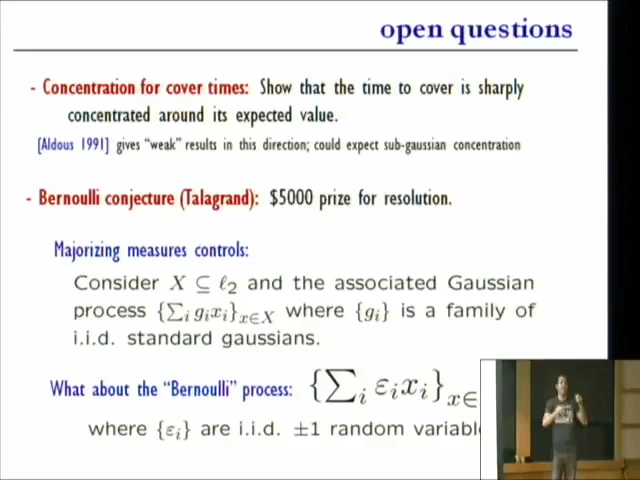 open questions
- Concentration for cover times: Show that the time to cover is sharply
concentrated around its expected value.
[Aldous 1991] gives "weak" results in this direction; could expect sub-gaussian concentration
- Bernoulli conjecture (Talagrand): $5000 prize for resolution.
Majorizing measures controls:
Consider X ⊆ ℓ₂ and the associated Gaussian
process {∑ᵢ gᵢxᵢ}ₓ∈X where {gᵢ} is a family of
i.i.d. standard gaussians.
What about the "Bernoulli" process: {∑ᵢ εᵢxᵢ}ₓ∈
where {εᵢ} are i.i.d. ±1 random variabl